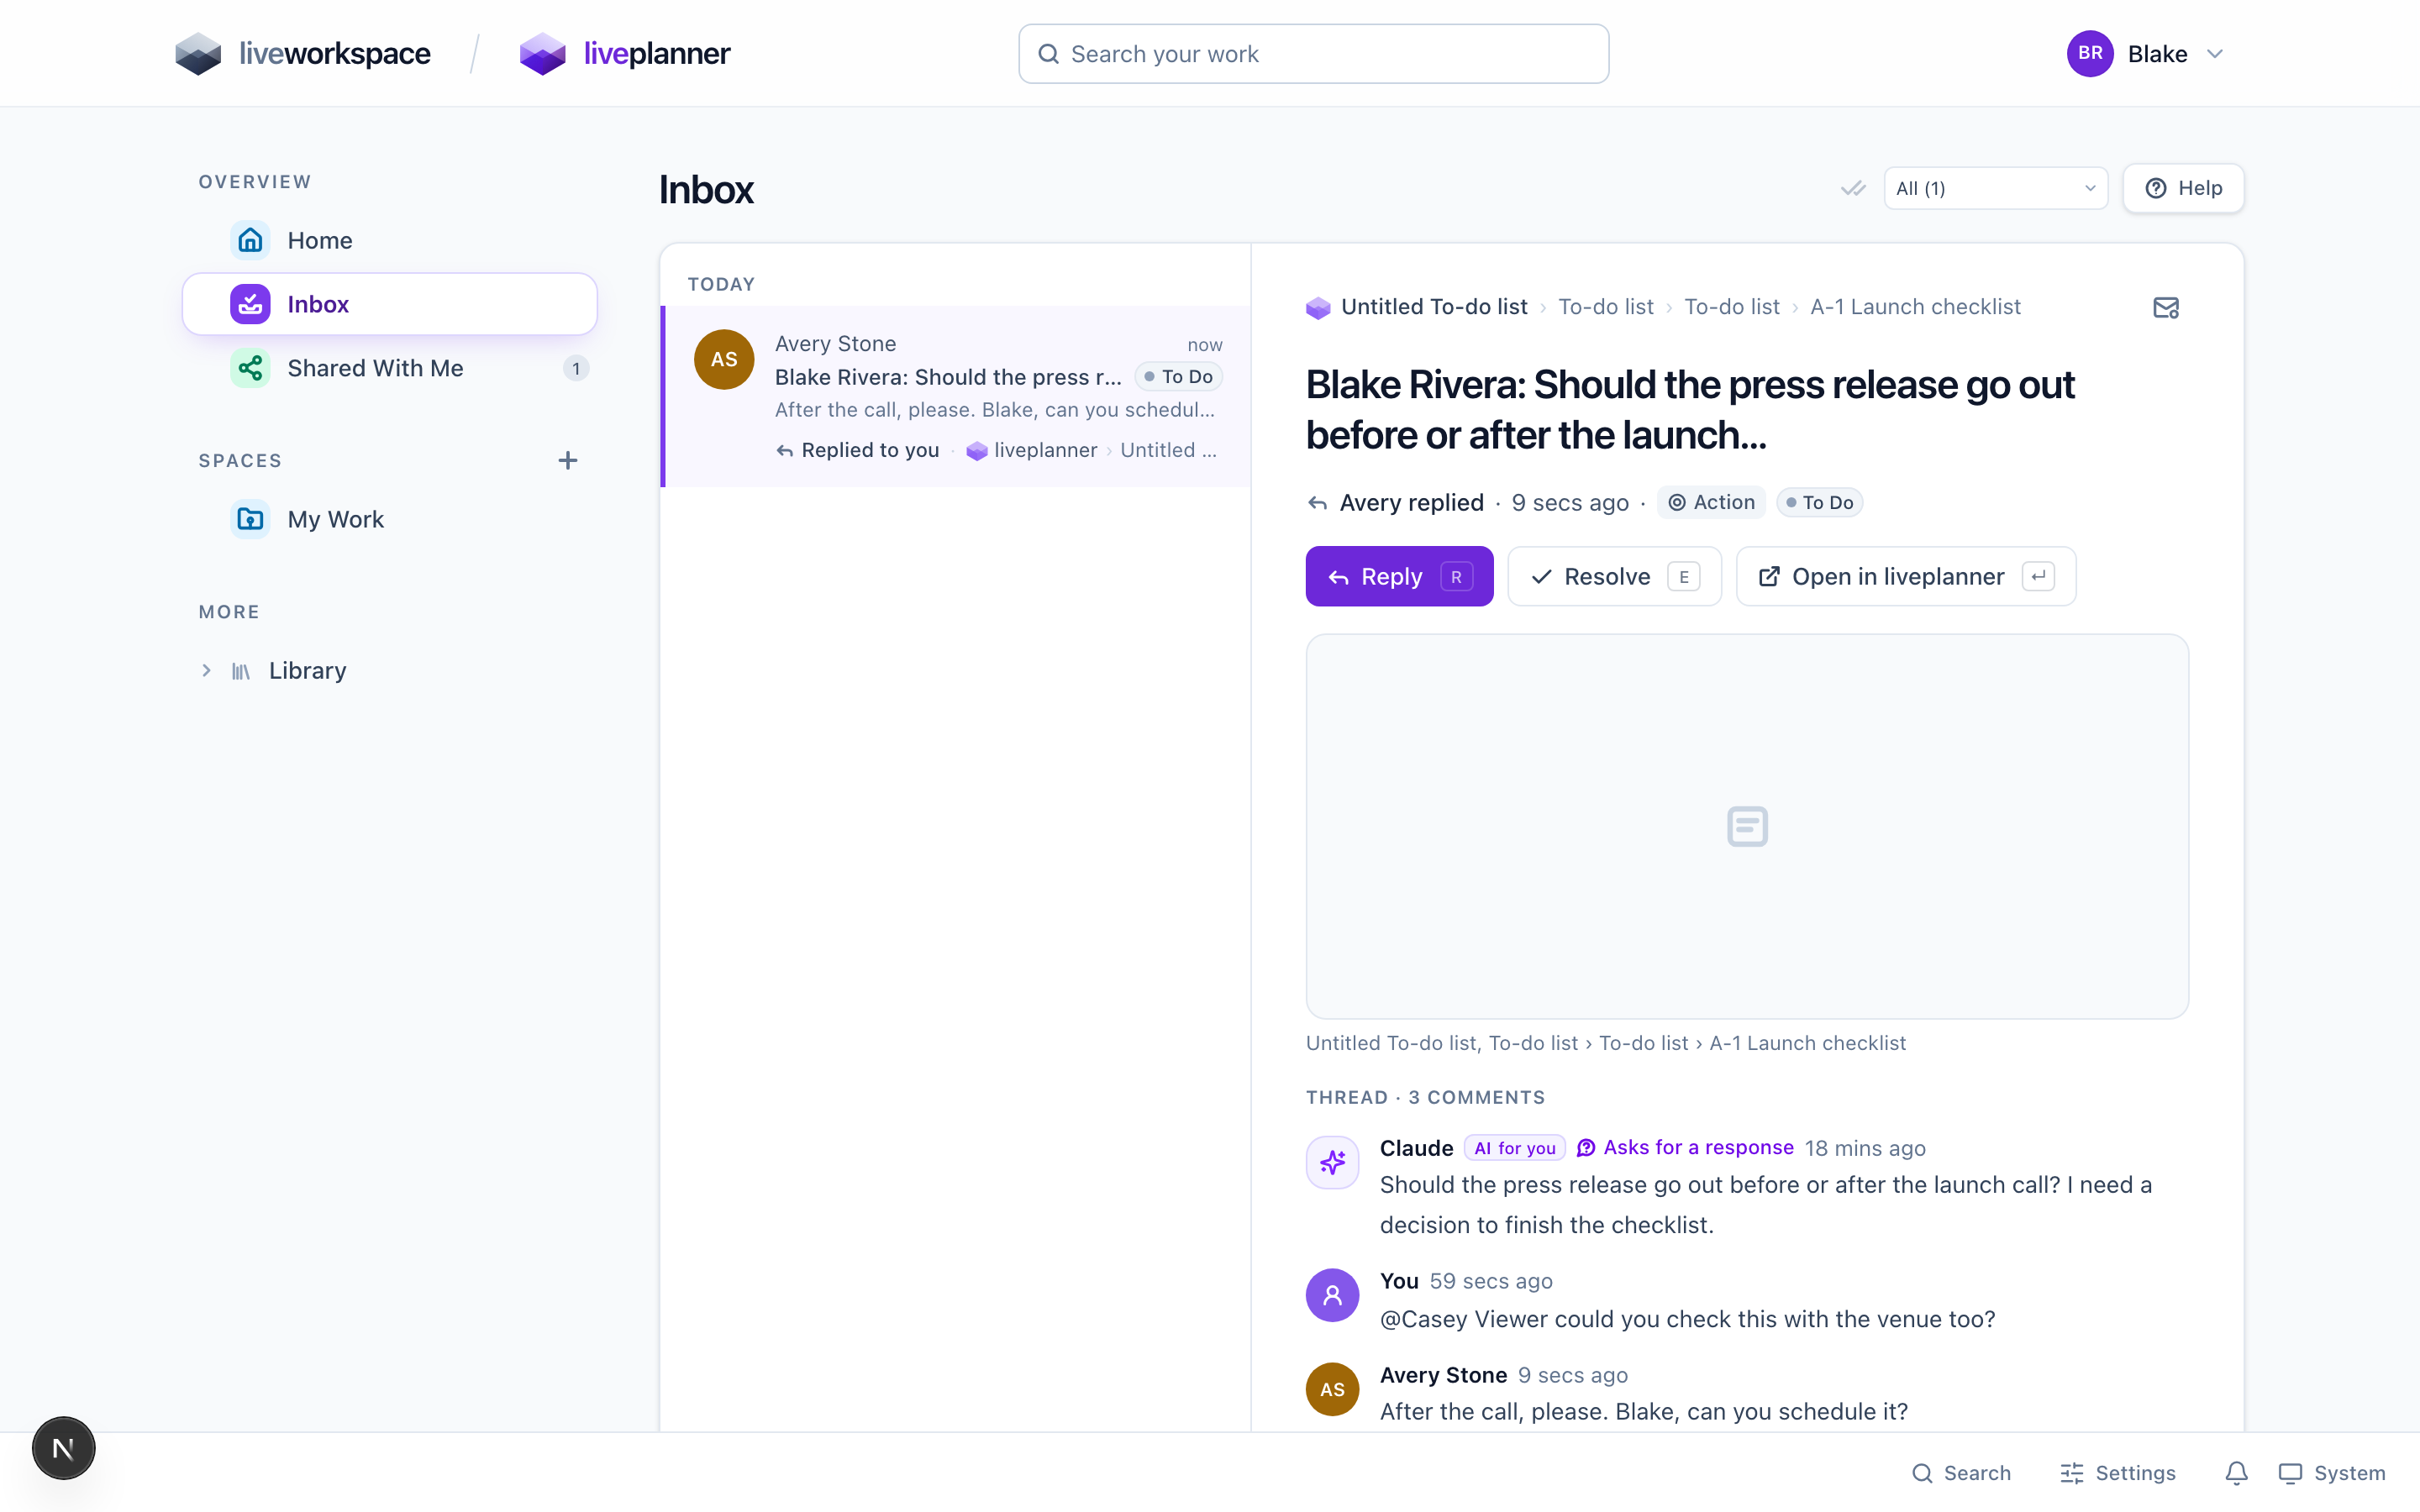 liveworkspace / liveplanner
Search your work
BR Blake
OVERVIEW
Home
Inbox
Shared With Me 1
SPACES
My Work
MORE
Library
Inbox
All (1)
Help
TODAY
AS
Avery Stone now
Blake Rivera: Should the press r... To Do
After the call, please. Blake, can you schedul...
Replied to you · liveplanner › Untitled ...
Untitled To-do list › To-do list › To-do list › A-1 Launch checklist
Blake Rivera: Should the press release go out
before or after the launch...
Avery replied · 9 secs ago · Action To Do
Reply R
Resolve E
Open in liveplanner ↵
Untitled To-do list, To-do list › To-do list › A-1 Launch checklist
THREAD · 3 COMMENTS
Claude AI for you Asks for a response 18 mins ago
Should the press release go out before or after the launch call? I need a
decision to finish the checklist.
You 59 secs ago
@Casey Viewer could you check this with the venue too?
AS
Avery Stone 9 secs ago
After the call, please. Blake, can you schedule it?
N
Search
Settings
System